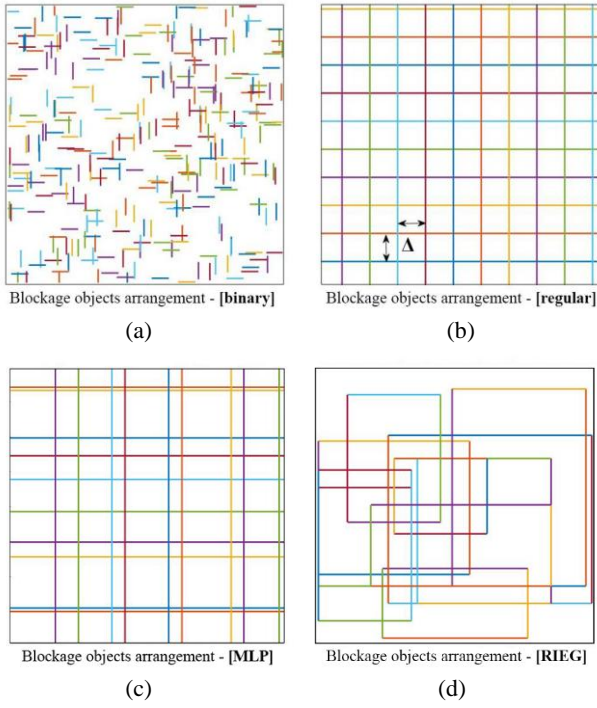 Blockage objects arrangement - [binary]
(a)
Δ
Blockage objects arrangement - [regular]
(b)
Blockage objects arrangement - [MLP]
(c)
Blockage objects arrangement - [RIEG]
(d)